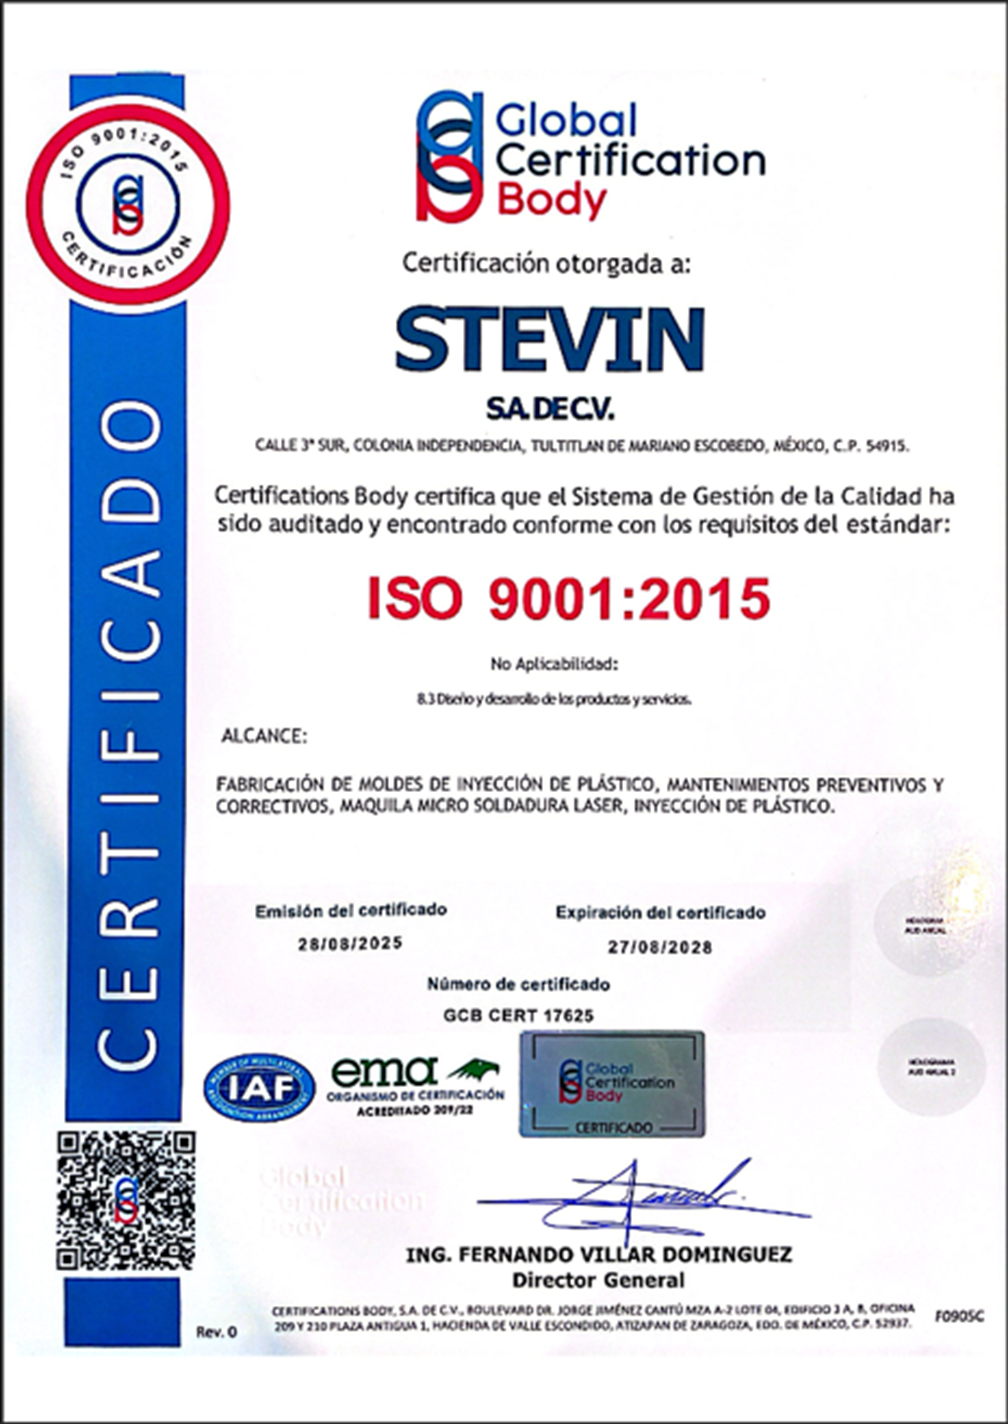 ISO 9001:2015
CERTIFICACIÓN
Global
Certification
Body
Certificación otorgada a:
STEVIN
S.A. DE C.V.
CALLE 3ª SUR, COLONIA INDEPENDENCIA, TULTITLAN DE MARIANO ESCOBEDO, MÉXICO, C.P. 54915.
Certifications Body certifica que el Sistema de Gestión de la Calidad ha
sido auditado y encontrado conforme con los requisitos del estándar:
ISO 9001:2015
No Aplicabilidad:
8.3 Diseño y desarrollo de los productos y servicios.
ALCANCE:
FABRICACIÓN DE MOLDES DE INYECCIÓN DE PLÁSTICO, MANTENIMIENTOS PREVENTIVOS Y
CORRECTIVOS, MAQUILA MICRO SOLDADURA LASER, INYECCIÓN DE PLÁSTICO.
CERTIFICADO
Emisión del certificado
28/08/2025
Expiración del certificado
27/08/2028
HOLOGRAMA
AUD ANUAL
Número de certificado
GCB CERT 17625
MEMBER OF MULTILATERAL
IAF
RECOGNITION ARRANGEMENT
ema
ORGANISMO DE CERTIFICACIÓN
ACREDITADO 209/22
Global
Certification
Body
CERTIFICADO
HOLOGRAMA
AUD ANUAL 2
Global
Certification
Body
ING. FERNANDO VILLAR DOMINGUEZ
Director General
CERTIFICATIONS BODY, S.A. DE C.V., BOULEVARD DR. JORGE JIMÉNEZ CANTÚ MZA A-2 LOTE 04, EDIFICIO 3 A, B, OFICINA
209 Y 210 PLAZA ANTIGUA 1, HACIENDA DE VALLE ESCONDIDO, ATIZAPAN DE ZARAGOZA, EDO. DE MÉXICO, C.P. 52937.
F0905C
Rev. 0